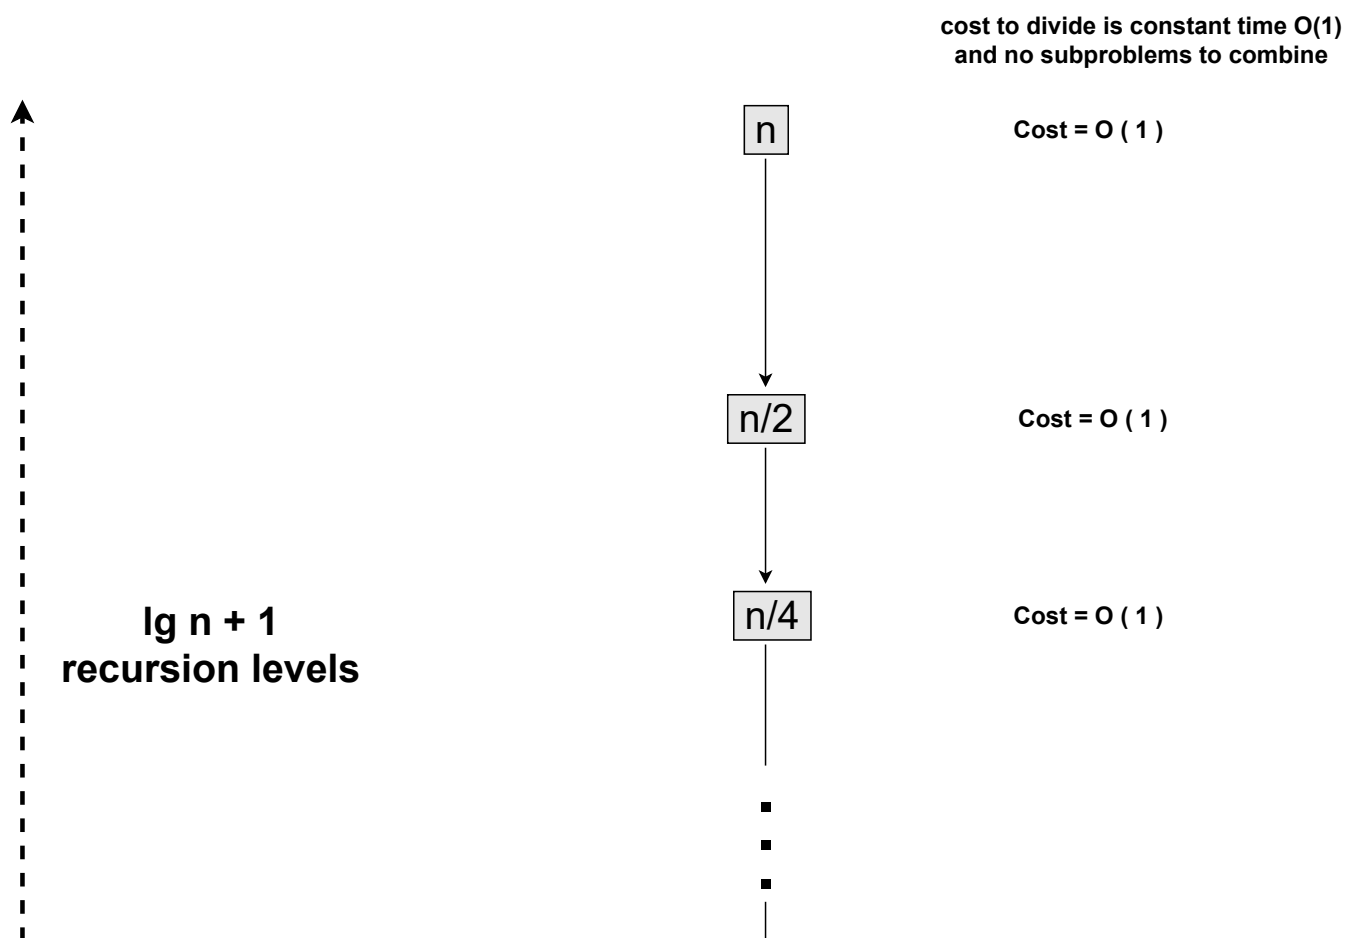 cost to divide is constant time O(1)
and no subproblems to combine
n
Cost = O ( 1 )
n/2
Cost = O ( 1 )
n/4
Cost = O ( 1 )
lg n + 1
recursion levels